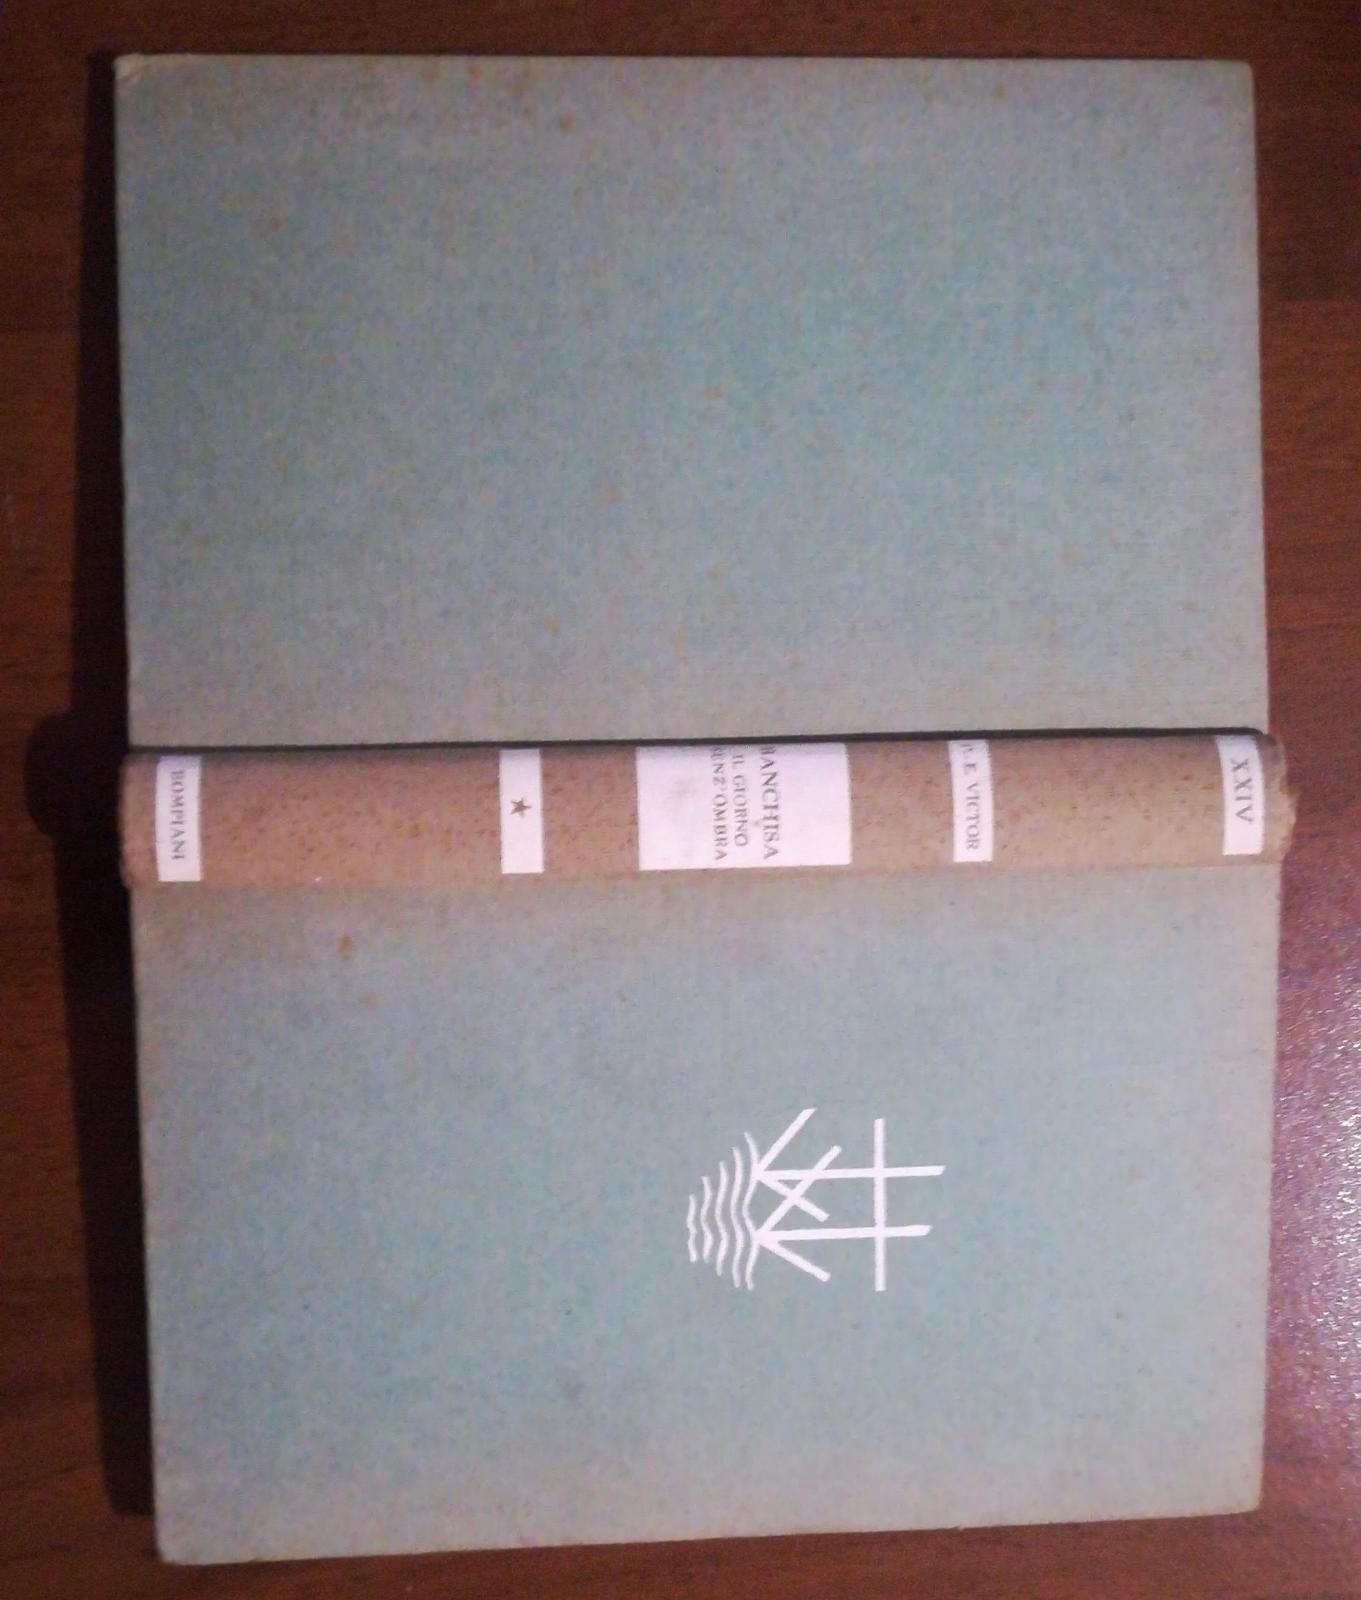 XXIV
P. E. VICTOR
BANCHISA
IL GIORNO
SENZ'OMBRA
BOMPIANI